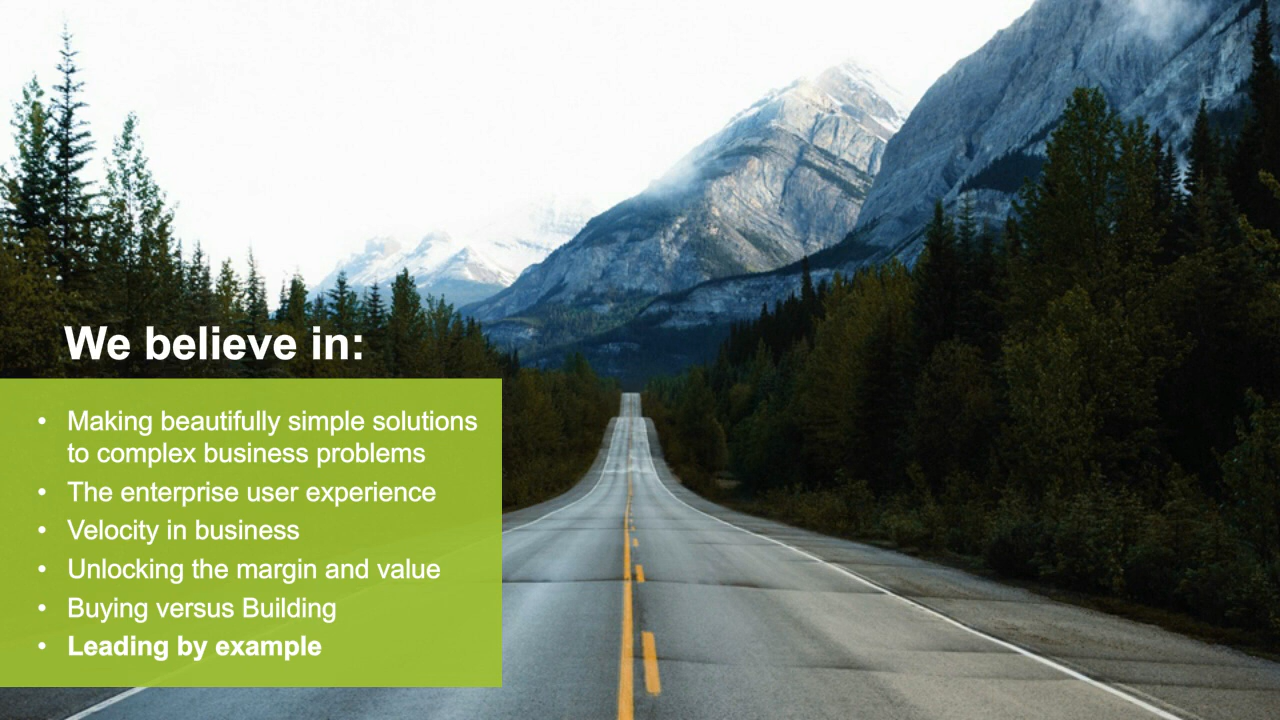 We believe in:
• Making beautifully simple solutions
to complex business problems
• The enterprise user experience
• Velocity in business
• Unlocking the margin and value
• Buying versus Building
• Leading by example